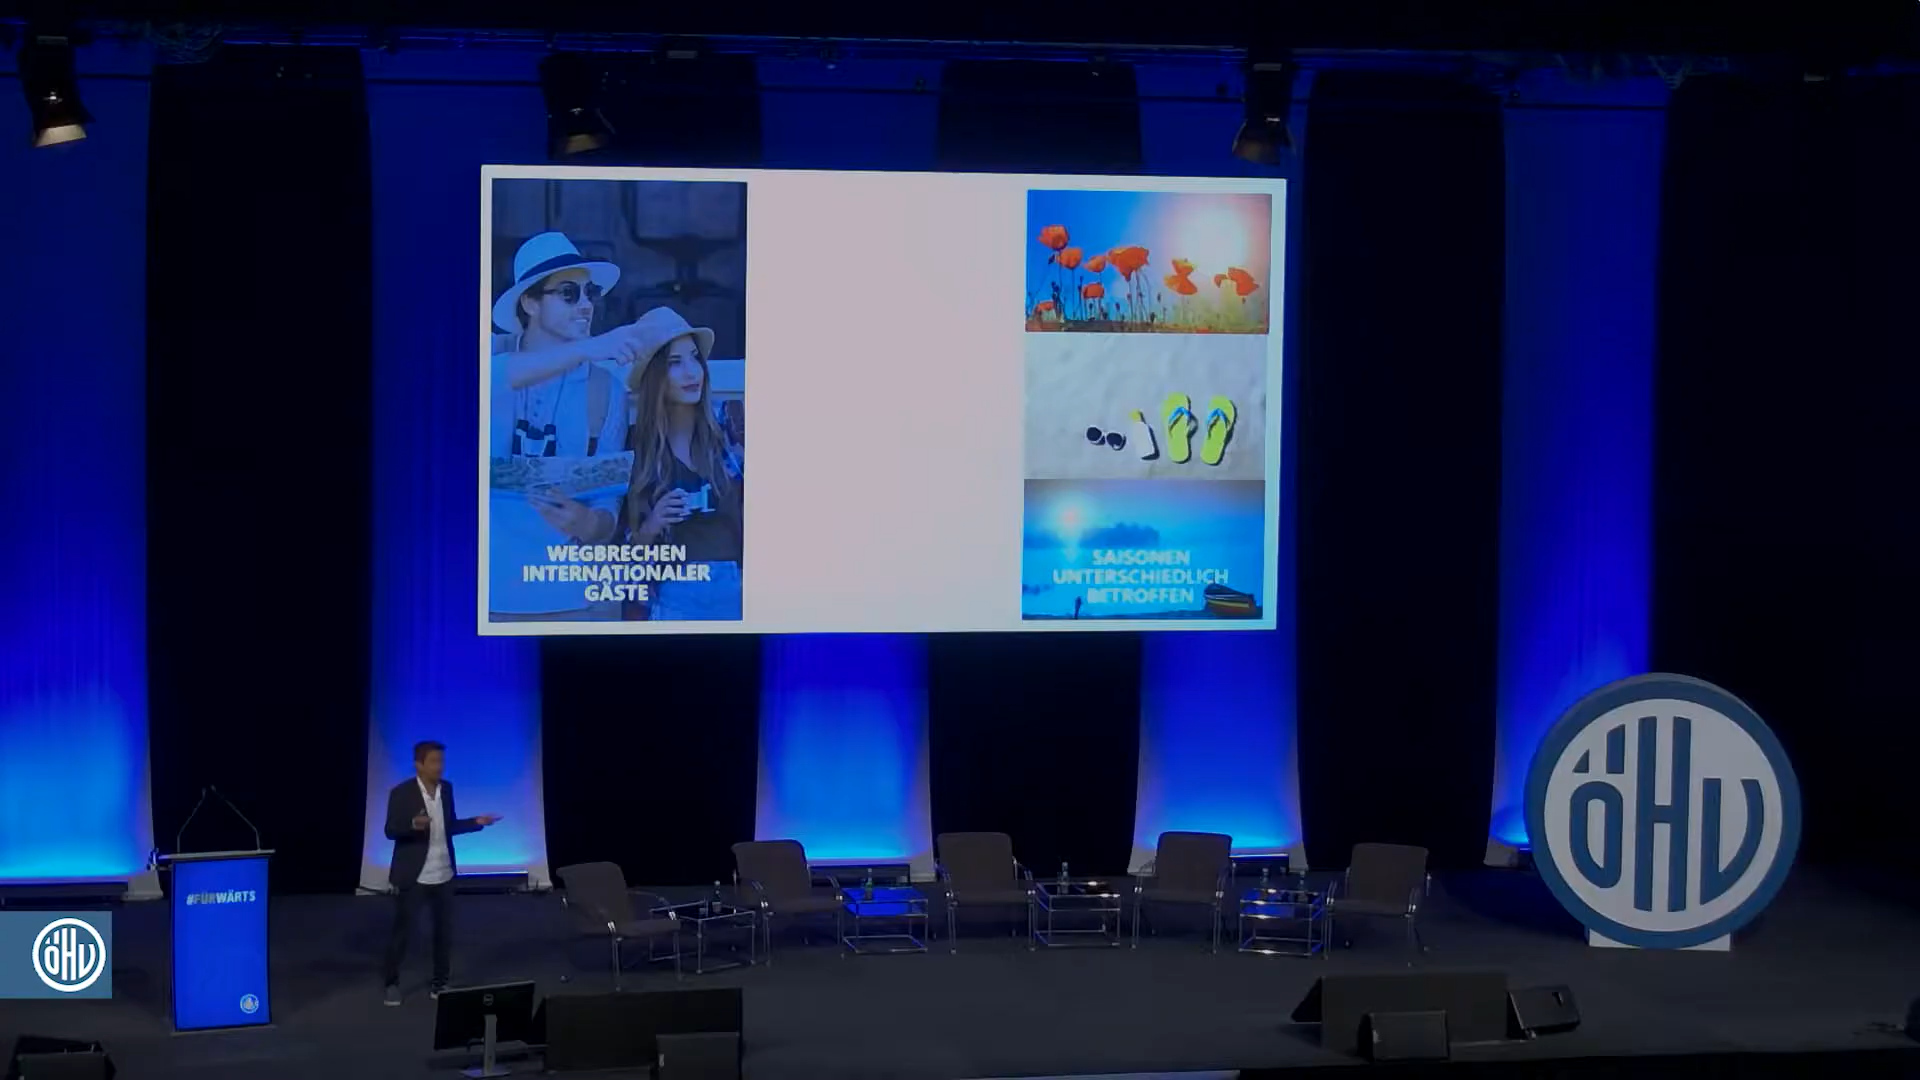 WEGBRECHEN
INTERNATIONALER
GÄSTE
SAISONEN
UNTERSCHIEDLICH
BETROFFEN
ÖHV
#FÜRWÄRTS
ÖHV